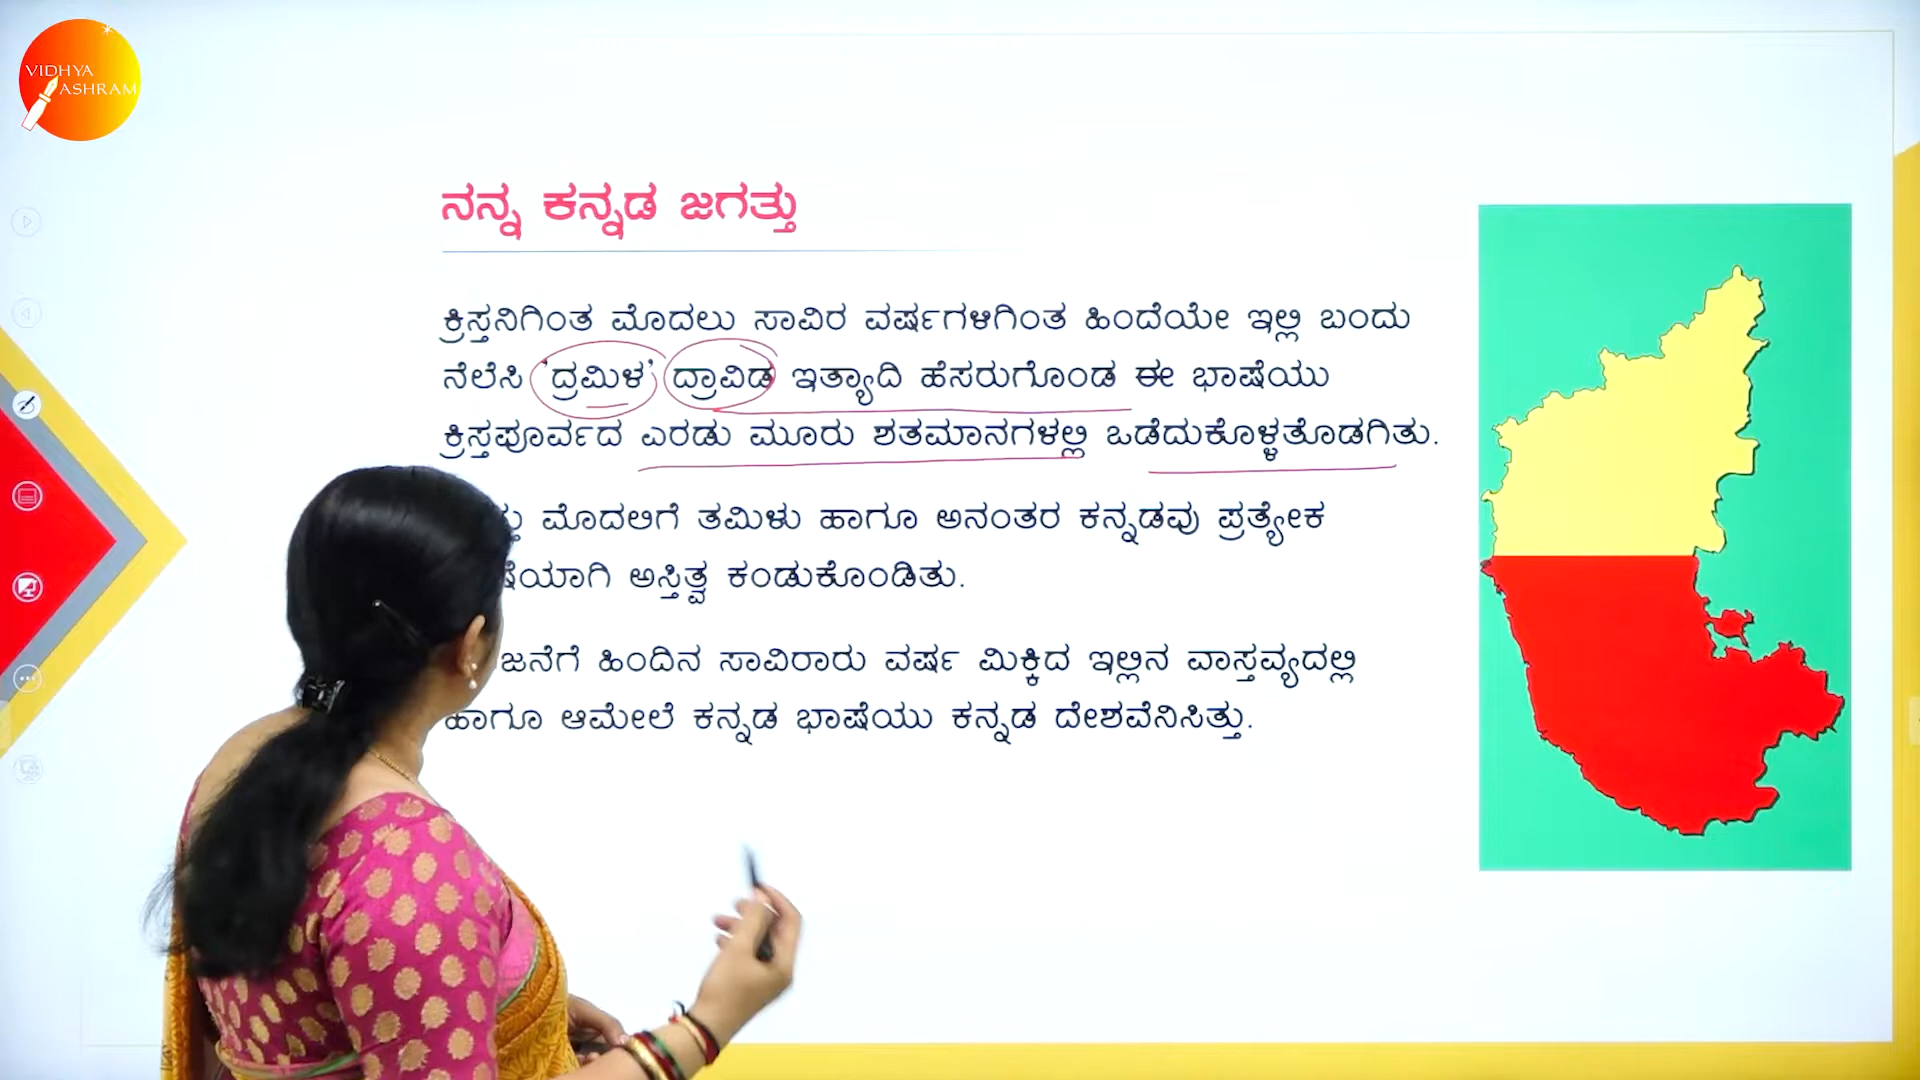 VIDHYA
ASHRAM
ನನ್ನ ಕನ್ನಡ ಜಗತ್ತು
ಕ್ರಿಸ್ತನಿಗಿಂತ ಮೊದಲು ಸಾವಿರ ವರ್ಷಗಳಿಗಿಂತ ಹಿಂದೆಯೇ ಇಲ್ಲಿ ಬಂದು
ನೆಲೆಸಿ 'ದ್ರಮಿಳ' ದ್ರಾವಿಡ ಇತ್ಯಾದಿ ಹೆಸರುಗೊಂಡ ಈ ಭಾಷೆಯು
ಕ್ರಿಸ್ತಪೂರ್ವದ ಎರಡು ಮೂರು ಶತಮಾನಗಳಲ್ಲಿ ಒಡೆದುಕೊಳ್ಳತೊಡಗಿತು.
ಮೊದಲಿಗೆ ತಮಿಳು ಹಾಗೂ ಅನಂತರ ಕನ್ನಡವು ಪ್ರತ್ಯೇಕ
ಅಸ್ತಿತ್ವ ಕಂಡುಕೊಂಡಿತು.
ಹಿಂದಿನ ಸಾವಿರಾರು ವರ್ಷ ಮಿಕ್ಕಿದ ಇಲ್ಲಿನ ವಾಸ್ತವ್ಯದಲ್ಲಿ
ಹಾಗೂ ಆಮೇಲೆ ಕನ್ನಡ ಭಾಷೆಯು ಕನ್ನಡ ದೇಶವೆನಿಸಿತ್ತು.